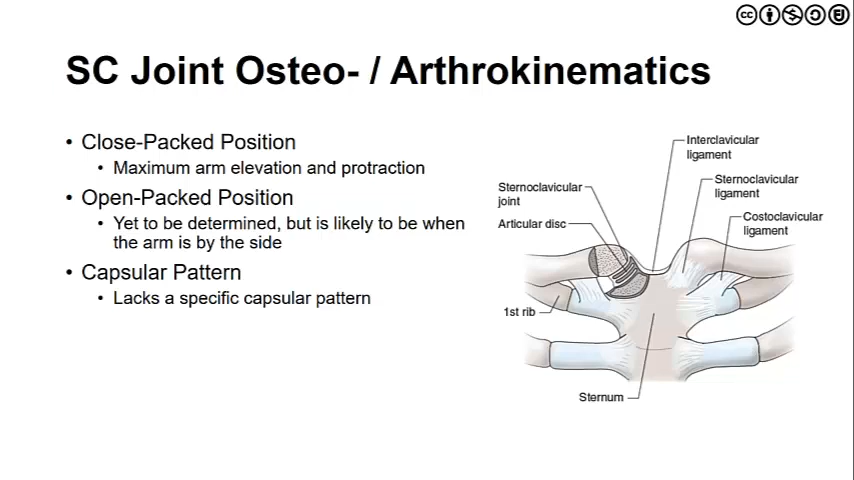 SC Joint Osteo- / Arthrokinematics
• Close-Packed Position
• Maximum arm elevation and protraction
• Open-Packed Position
• Yet to be determined, but is likely to be when
the arm is by the side
• Capsular Pattern
• Lacks a specific capsular pattern
Interclavicular
ligament
Sternoclavicular
ligament
Costoclavicular
ligament
Sternoclavicular
joint
Articular disc
1st rib
Sternum